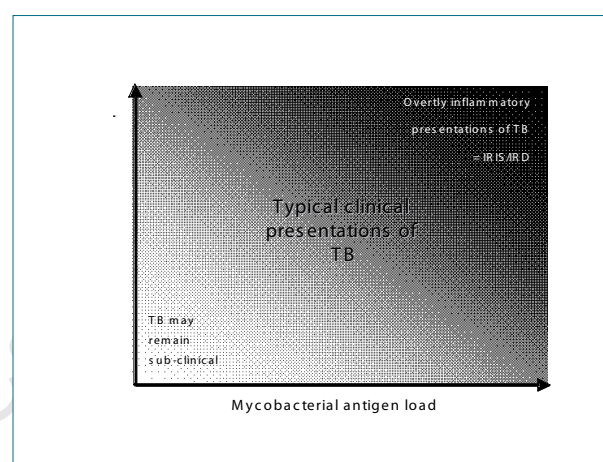 Overtly inflammatory
presentations of TB
= IRIS/IRD
Typical clinical
presentations of
TB
TB may
remain
sub-clinical
Mycobacterial antigen load